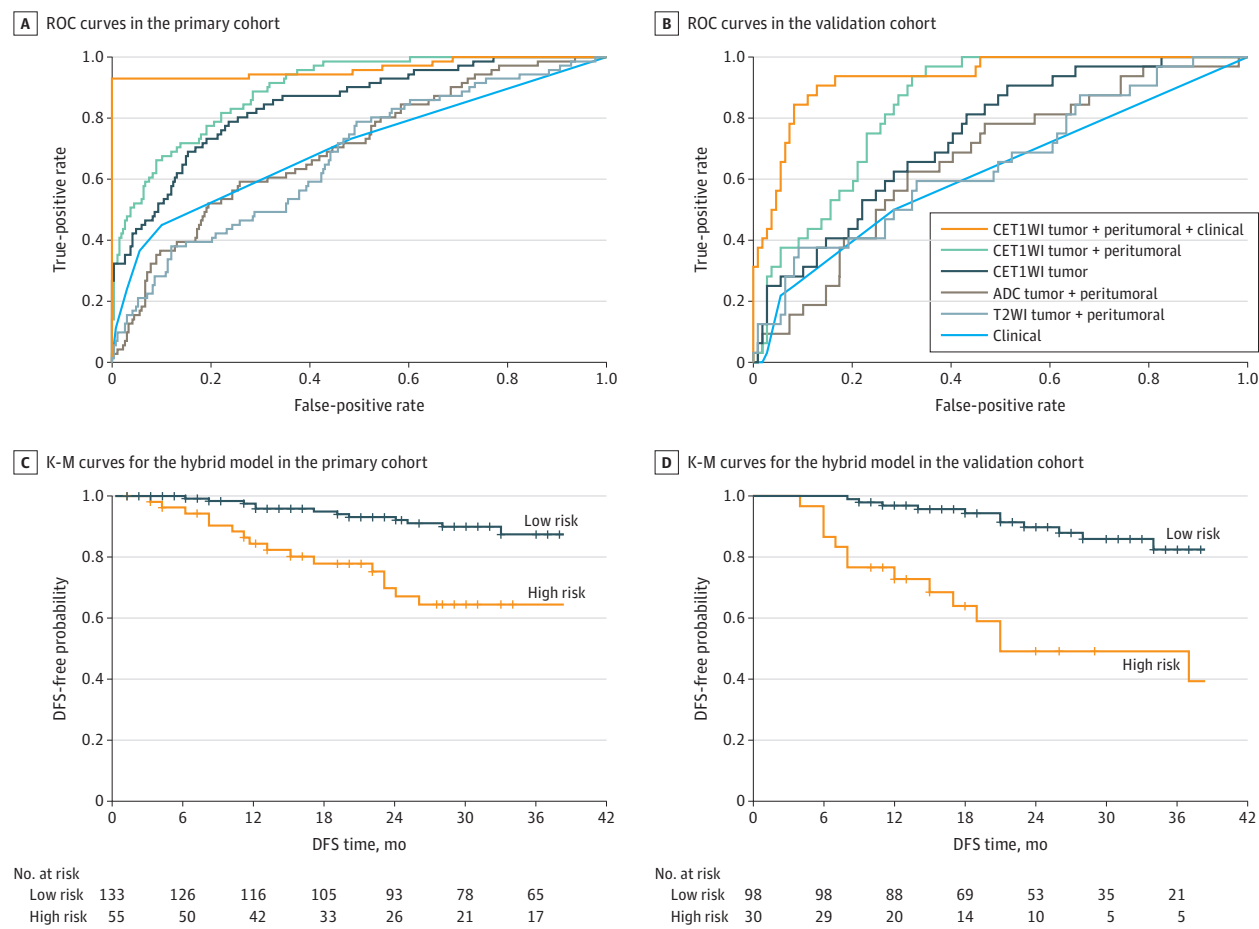 A ROC curves in the primary cohort
1.0
0.8
0.6
0.4
0.2
0
True-positive rate
0 0.2 0.4 0.6 0.8 1.0
False-positive rate
B ROC curves in the validation cohort
1.0
0.8
0.6
0.4
0.2
0
True-positive rate
CET1WI tumor + peritumoral + clinical
CET1WI tumor + peritumoral
CET1WI tumor
ADC tumor + peritumoral
T2WI tumor + peritumoral
Clinical
0 0.2 0.4 0.6 0.8 1.0
False-positive rate
C K-M curves for the hybrid model in the primary cohort
1.0
0.8
0.6
0.4
0.2
0
DFS-free probability
Low risk
High risk
0 6 12 18 24 30 36 42
DFS time, mo
No. at risk
Low risk 133 126 116 105 93 78 65
High risk 55 50 42 33 26 21 17
D K-M curves for the hybrid model in the validation cohort
1.0
0.8
0.6
0.4
0.2
0
DFS-free probability
Low risk
High risk
0 6 12 18 24 30 36 42
DFS time, mo
No. at risk
Low risk 98 98 88 69 53 35 21
High risk 30 29 20 14 10 5 5